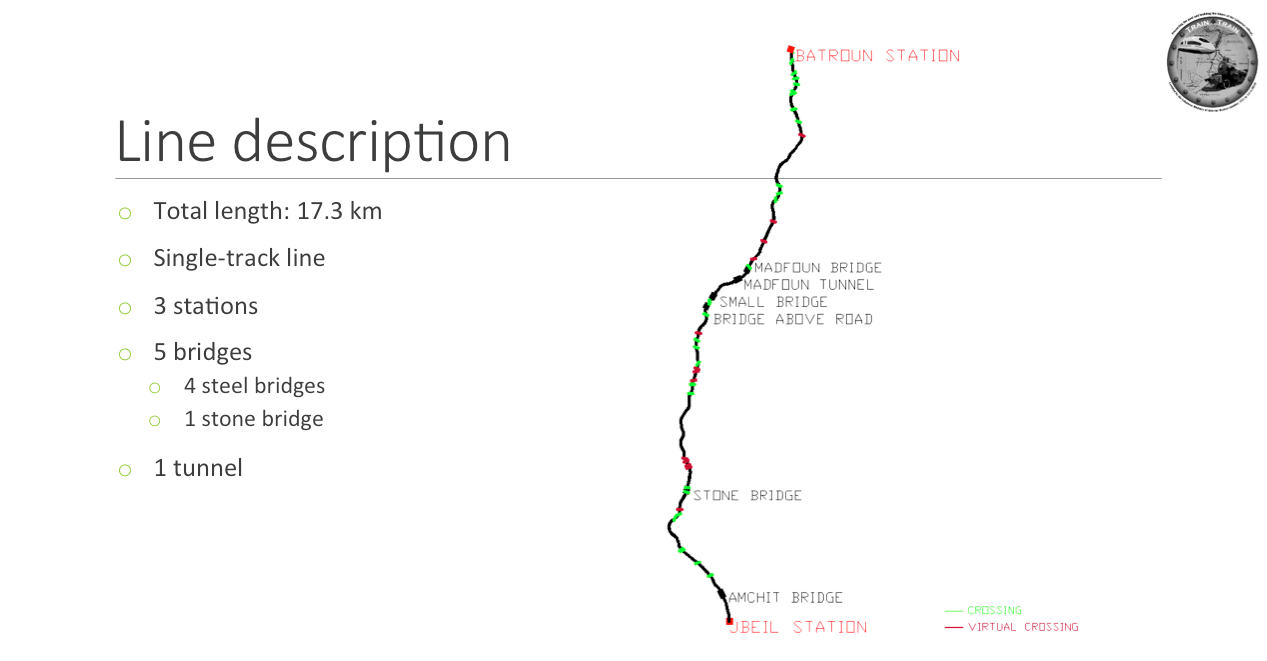 BATROUN STATION
TRAIN TRAIN
Line description
Total length: 17.3 km
Single-track line
3 stations
5 bridges
4 steel bridges
1 stone bridge
1 tunnel
MADFOUN BRIDGE
MADFOUN TUNNEL
SMALL BRIDGE
BRIDGE ABOVE ROAD
STONE BRIDGE
AMCHIT BRIDGE
JBEIL STATION
CROSSING
VIRTUAL CROSSING